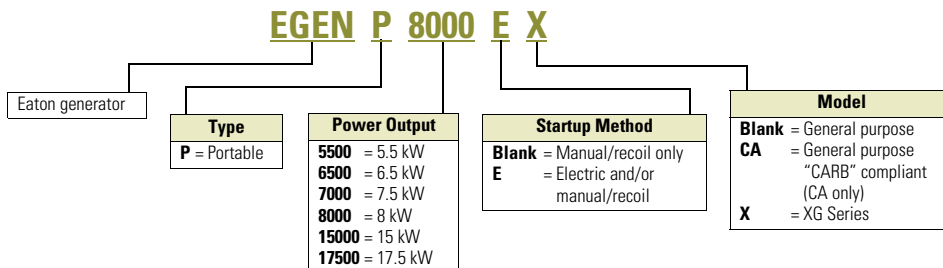 EGEN P 8000 E X
Eaton generator
Type
P = Portable
Power Output
5500 = 5.5 kW
6500 = 6.5 kW
7000 = 7.5 kW
8000 = 8 kW
15000 = 15 kW
17500 = 17.5 kW
Startup Method
Blank = Manual/recoil only
E = Electric and/or
manual/recoil
Model
Blank = General purpose
CA = General purpose
“CARB” compliant
(CA only)
X = XG Series